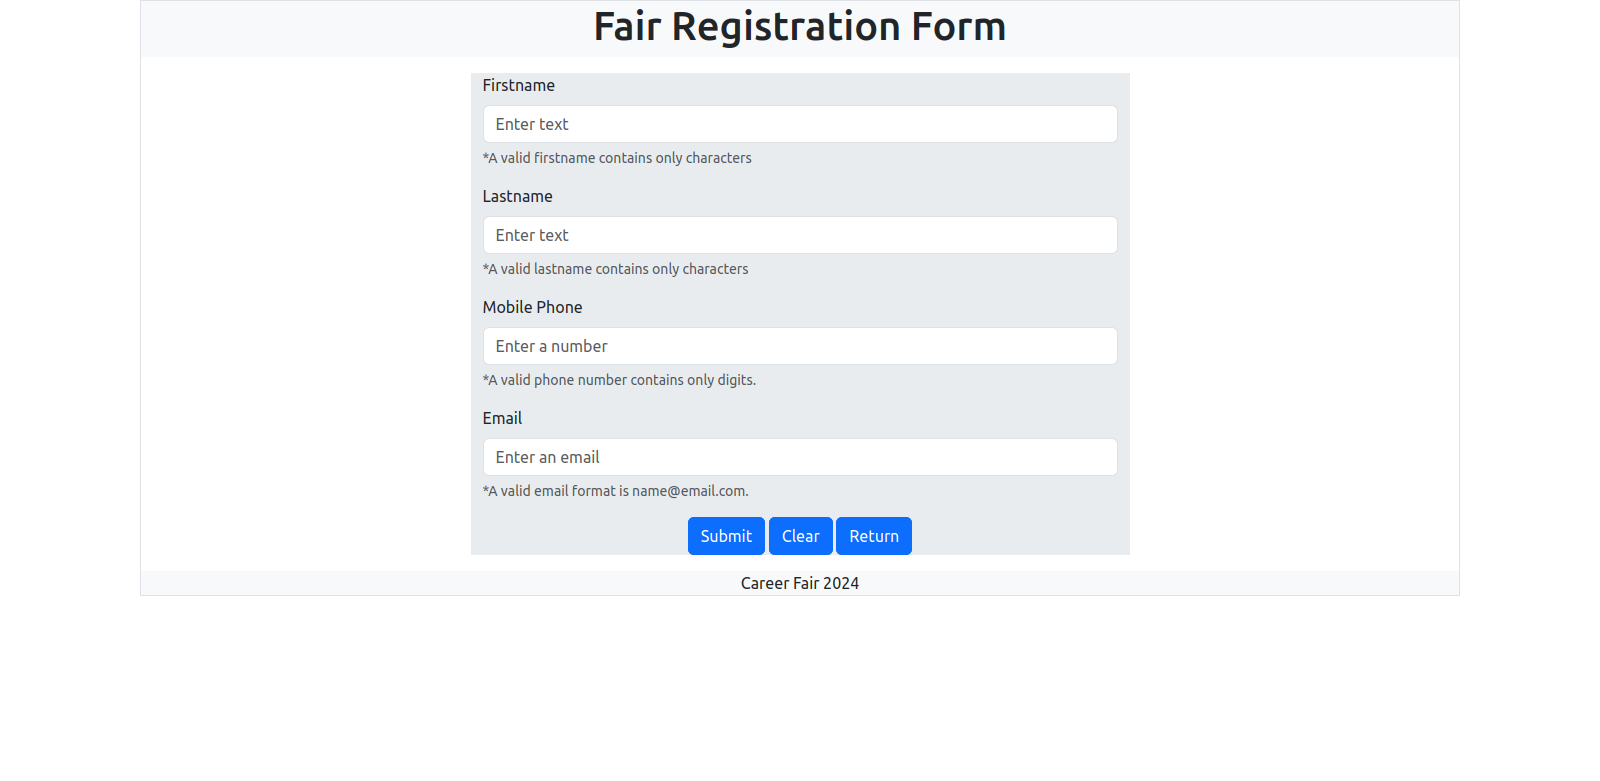 Fair Registration Form
Firstname
Enter text
*A valid firstname contains only characters
Lastname
Enter text
*A valid lastname contains only characters
Mobile Phone
Enter a number
*A valid phone number contains only digits.
Email
Enter an email
*A valid email format is name@email.com.
Submit Clear Return
Career Fair 2024